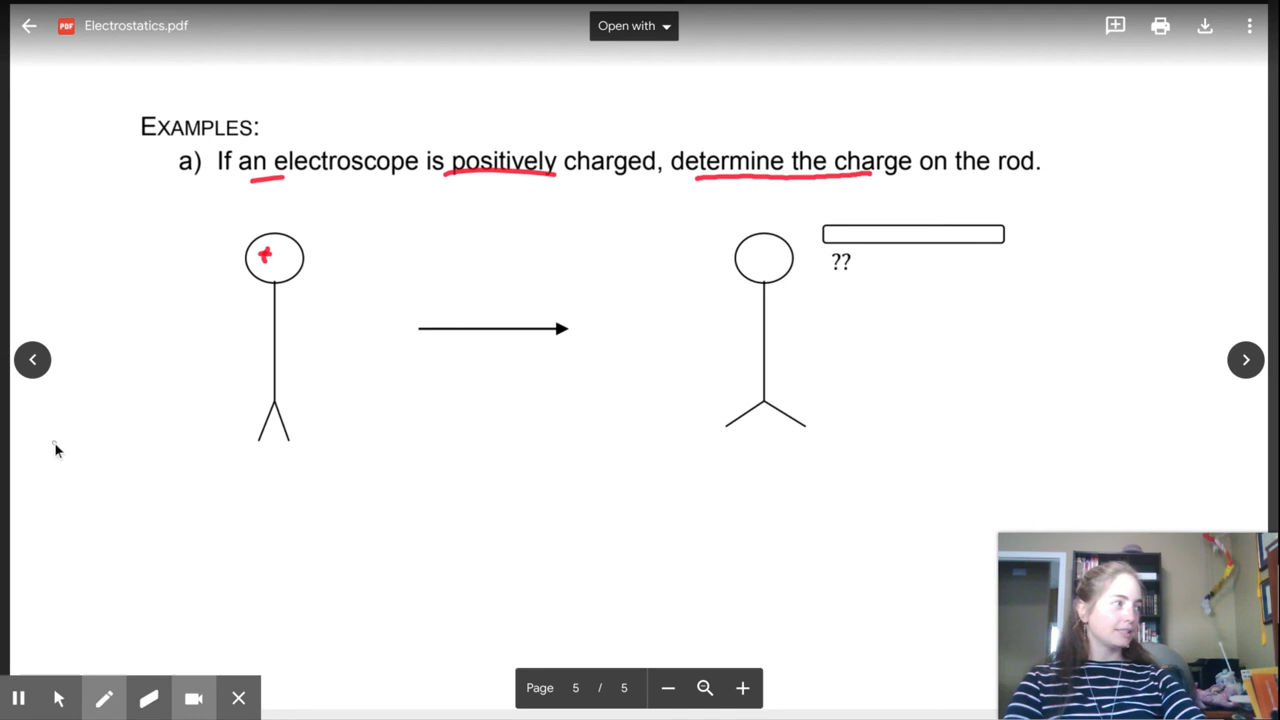 PDF Electrostatics.pdf
Open with
EXAMPLES:
a) If an electroscope is positively charged, determine the charge on the rod.
+
??
Page 5 / 5